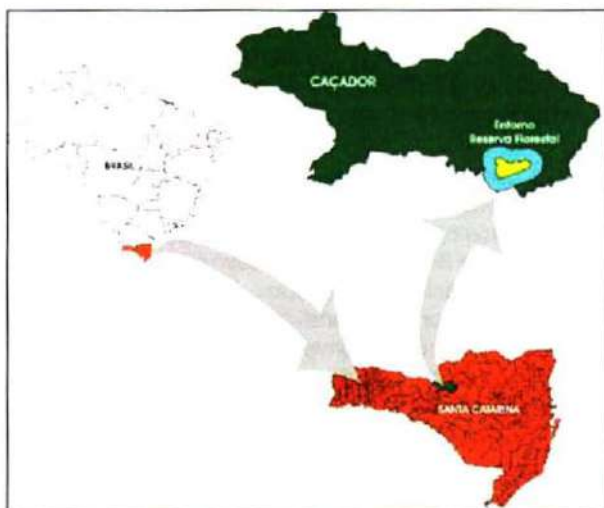 CAÇADOR
Entorno
Reserva Florestal
BRASIL
SANTA CATARINA